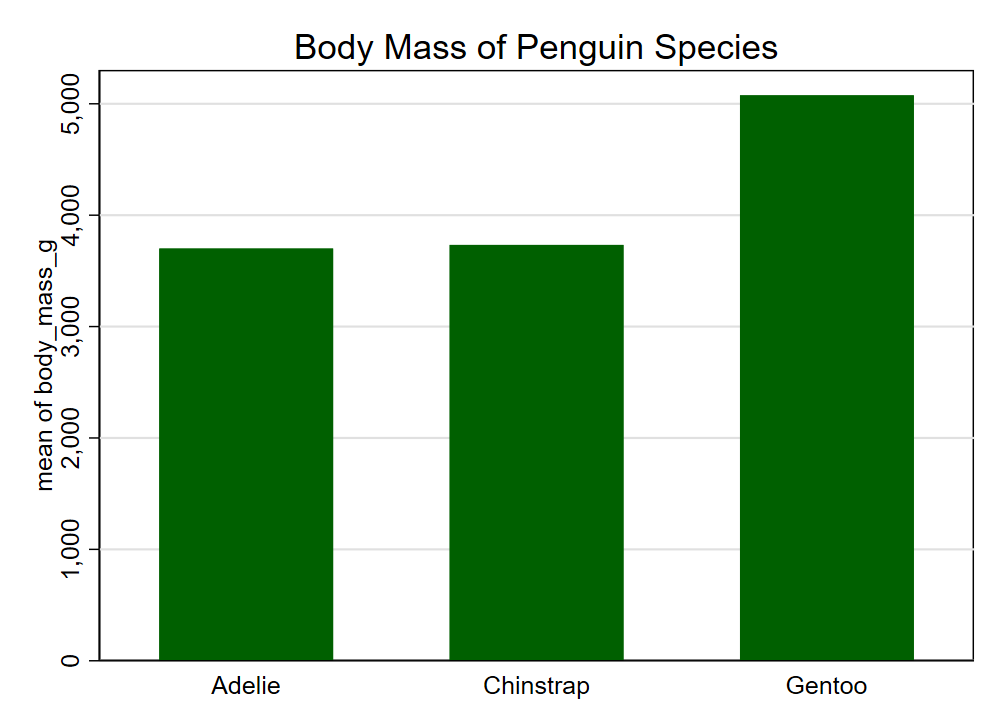 Body Mass of Penguin Species
mean of body_mass_g
5,000
4,000
3,000
2,000
1,000
0
Adelie
Chinstrap
Gentoo